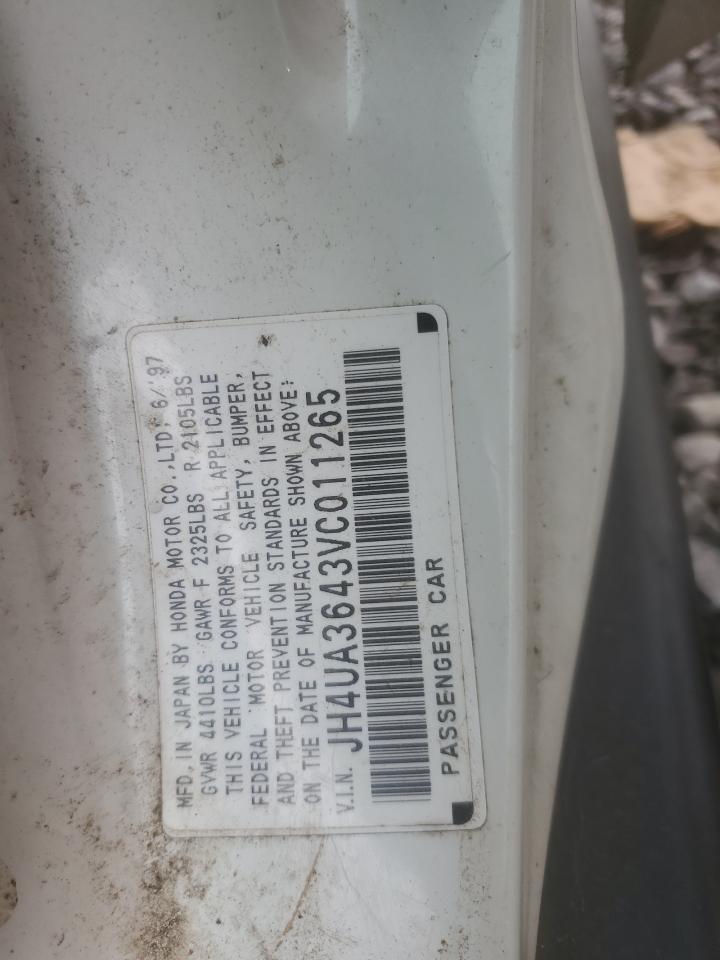 MFD. IN JAPAN BY HONDA MOTOR CO.,LTD. 6/'97
GVWR 4410LBS GAWR F 2325LBS R 2105LBS
THIS VEHICLE CONFORMS TO ALL APPLICABLE
FEDERAL MOTOR VEHICLE SAFETY, BUMPER,
AND THEFT PREVENTION STANDARDS IN EFFECT
ON THE DATE OF MANUFACTURE SHOWN ABOVE:
V.I.N. JH4UA3643VC011265
PASSENGER CAR